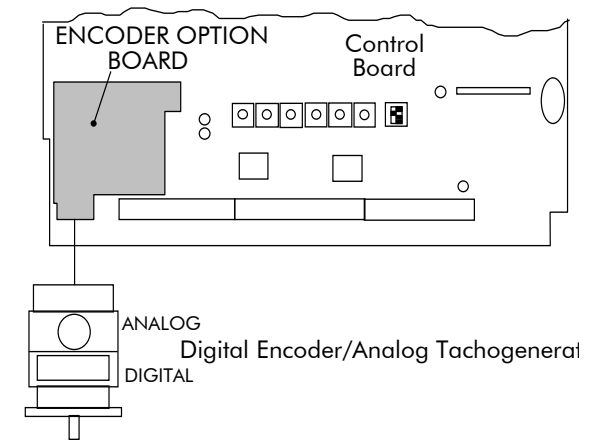 ENCODER OPTION
BOARD
Control
Board
ANALOG
Digital Encoder/Analog Tachogenerat
DIGITAL